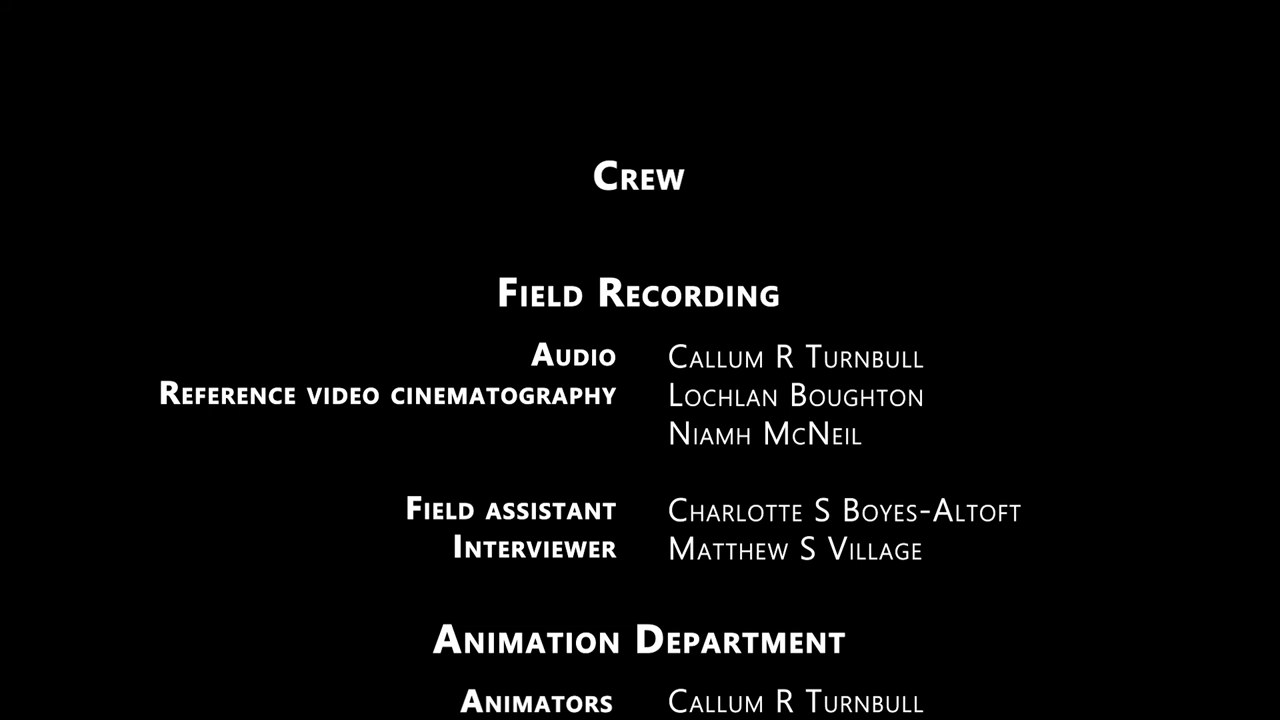 Crew
Field Recording
Audio Callum R Turnbull
Reference video cinematography Lochlan Boughton
Niamh McNeil
Field assistant Charlotte S Boyes-Altoft
Interviewer Matthew S Village
Animation Department
Animators Callum R Turnbull